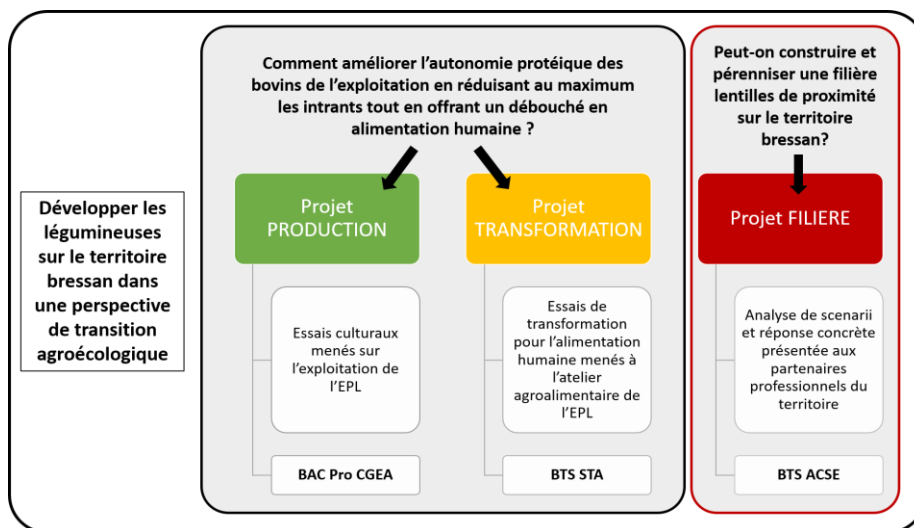 Développer les
légumineuses
sur le territoire
bressan dans
une perspective
de transition
agroécologique
Comment améliorer l'autonomie protéique des
bovins de l'exploitation en réduisant au maximum
les intrants tout en offrant un débouché en
alimentation humaine ?
Projet
PRODUCTION
Essais culturaux
menés sur
l'exploitation de
l'EPL
BAC Pro CGEA
Projet
TRANSFORMATION
Essais de
transformation
pour l'alimentation
humaine menés à
l'atelier
agroalimentaire de
l'EPL
BTS STA
Peut-on construire et
pérenniser une filière
lentilles de proximité
sur le territoire
bressan?
Projet FILIERE
Analyse de scenarii
et réponse concrète
présentée aux
partenaires
professionnels du
territoire
BTS ACSE